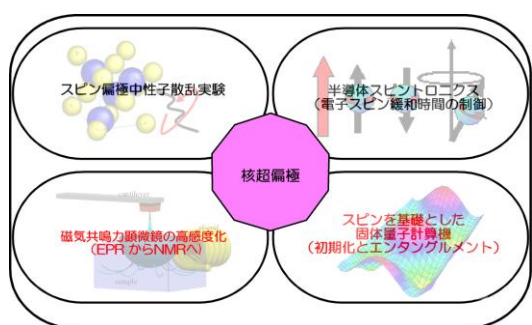 スピン偏極中性子散乱実験
半導体スピントロニクス
(電子スピン緩和時間の制御)
核超偏極
cantilever
磁気共鳴力顕微鏡の高感度化
(EPR からNMRへ)
sample
スピンを基礎とした
固体量子計算機
(初期化とエンタングルメント)